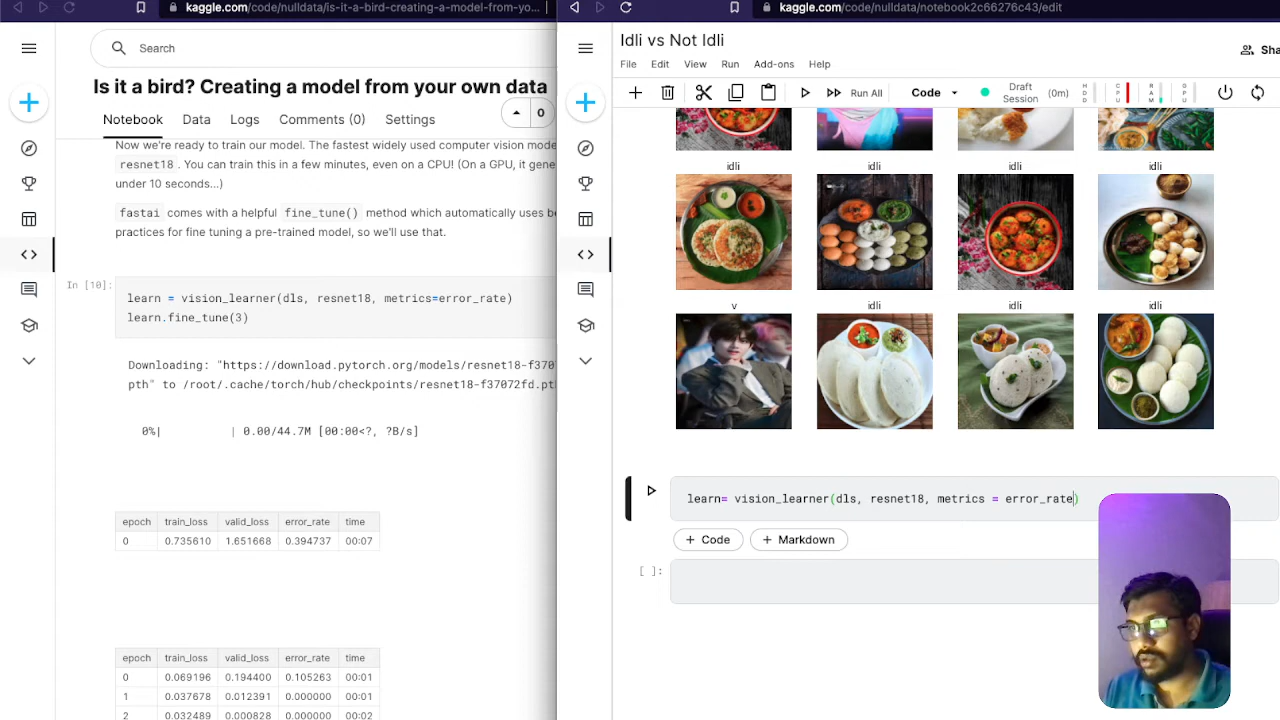 kaggle.com/code/nulldata/is-it-a-bird-creating-a-model-from-yo...
Search
Is it a bird? Creating a model from your own data
0
Notebook
Data
Logs
Comments (0)
Settings
Now we're ready to train our model. The fastest widely used computer vision mode
resnet18 . You can train this in a few minutes, even on a CPU! (On a GPU, it gene
under 10 seconds...)
fastai comes with a helpful fine_tune() method which automatically uses be
practices for fine tuning a pre-trained model, so we'll use that.
In [10]:
learn = vision_learner(dls, resnet18, metrics=error_rate)
learn.fine_tune(3)
Downloading: "https://download.pytorch.org/models/resnet18-f370
pth" to /root/.cache/torch/hub/checkpoints/resnet18-f37072fd.pt
0%| | 0.00/44.7M [00:00<?, ?B/s]
epoch train_loss valid_loss error_rate time
0 0.735610 1.651668 0.394737 00:07
epoch train_loss valid_loss error_rate time
0 0.069196 0.194400 0.105263 00:01
1 0.037678 0.012391 0.000000 00:01
2 0.032489 0.000828 0.000000 00:02
kaggle.com/code/nulldata/notebook2c66276c43/edit
Idli vs Not Idli
Sha
File Edit View Run Add-ons Help
Run All
Code
Draft
Session
(0m)
HDD
CPU
RAM
GPU
idli
idli
idli
idli
v
idli
idli
idli
learn= vision_learner(dls, resnet18, metrics = error_rate)
+ Code
+ Markdown
[ ]: